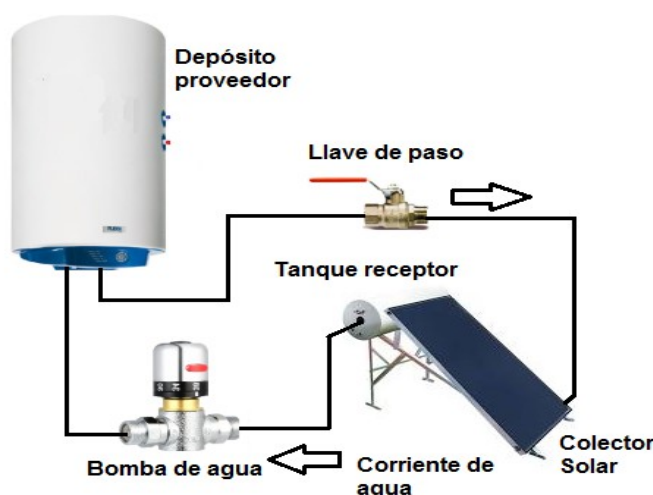 Depósito
proveedor
Llave de paso
Tanque receptor
Bomba de agua
Corriente de
agua
Colector
Solar